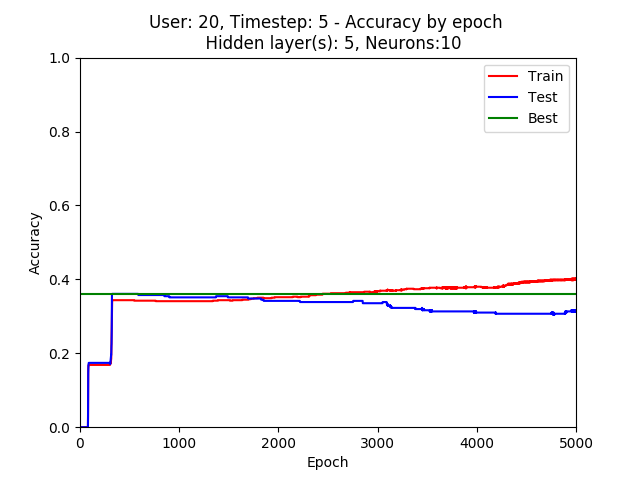 User: 20, Timestep: 5 - Accuracy by epoch
Hidden layer(s): 5, Neurons:10
1.0
0.8
0.6
0.4
0.2
0.0
Accuracy
Train
Test
Best
0 1000 2000 3000 4000 5000
Epoch